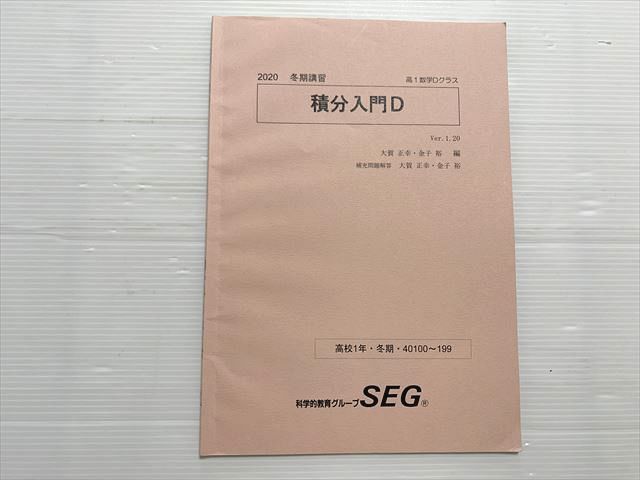 2020 冬期講習 高1数学Dクラス
積分入門D
Ver.1.20
大賀 正幸・金子 裕 編
補充問題解答 大賀 正幸・金子 裕
高校1年・冬期・40100～199
科学的教育グループSEG®